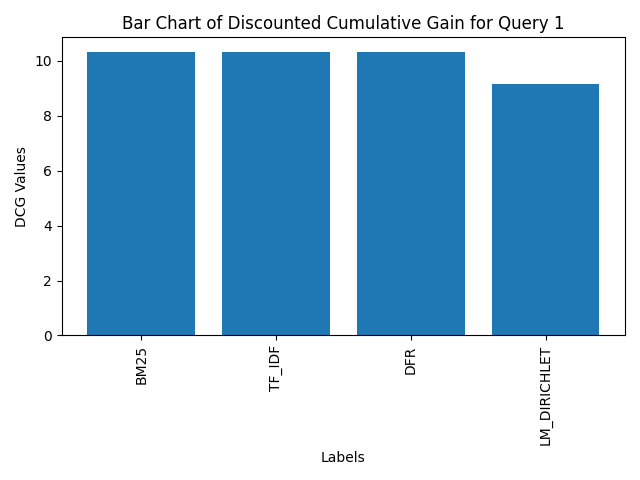 Bar Chart of Discounted Cumulative Gain for Query 1
DCG Values
10
8
6
4
2
0
BM25
TF_IDF
DFR
LM_DIRICHLET
Labels